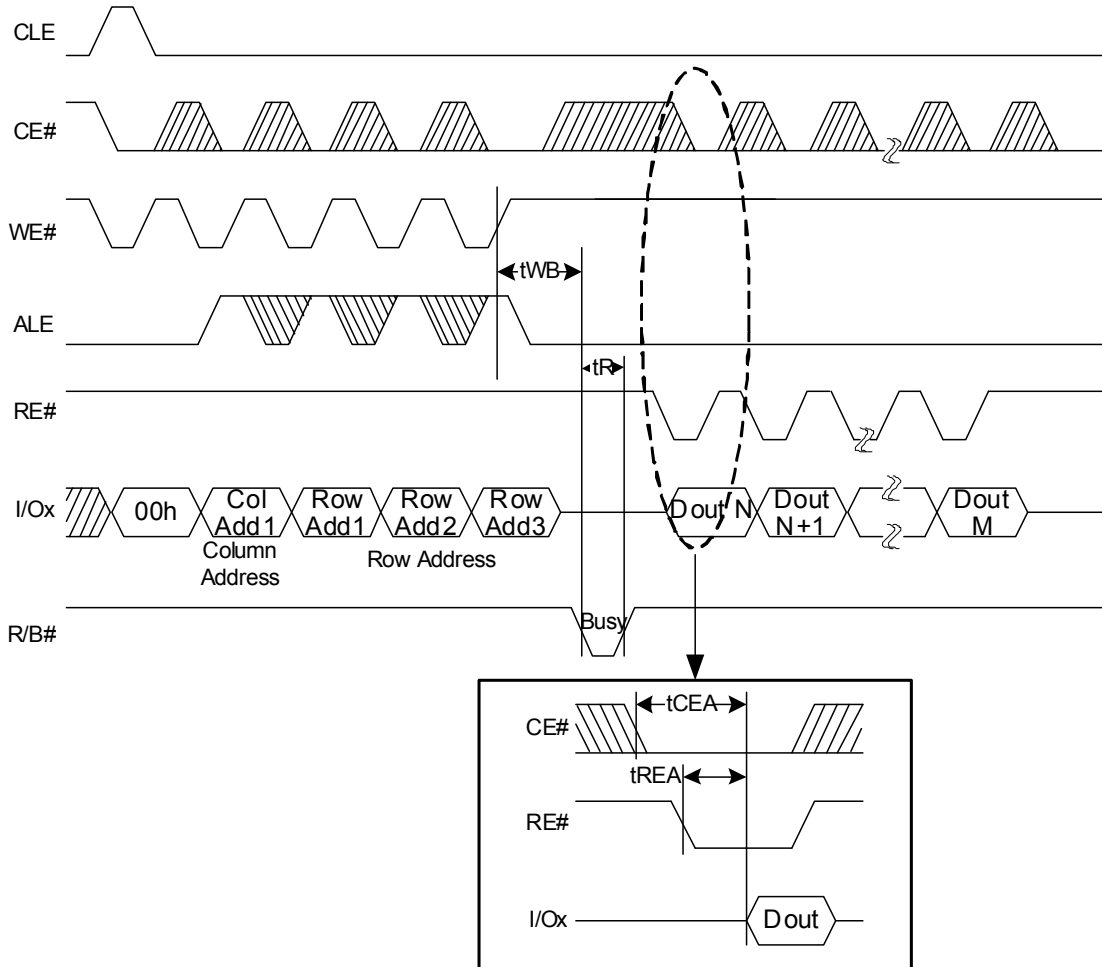 CLE
CE#
WE#
tWB
ALE
tR
RE#
I/Ox
00h
Col
Add1
Row
Add1
Row
Add2
Row
Add3
Dout N
Dout
N+1
Dout
M
Column
Address
Row Address
R/B#
Busy
tCEA
CE#
tREA
RE#
I/Ox
Dout